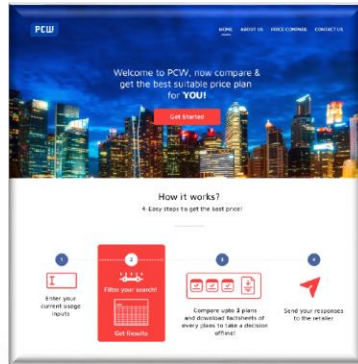 PCW
HOME ABOUT US PRICE COMPARE CONTACT US
Welcome to PCW, now compare &
get the best suitable price plan
for YOU!
Get Started
How it works?
4-Easy steps to get the best price!
1
2
3
4
Enter your
current usage
inputs
Filter your search!
Get Results
Compare upto 3 plans
and download factsheets of
every plans to take a decision
offline!
Send your responses
to the retailer